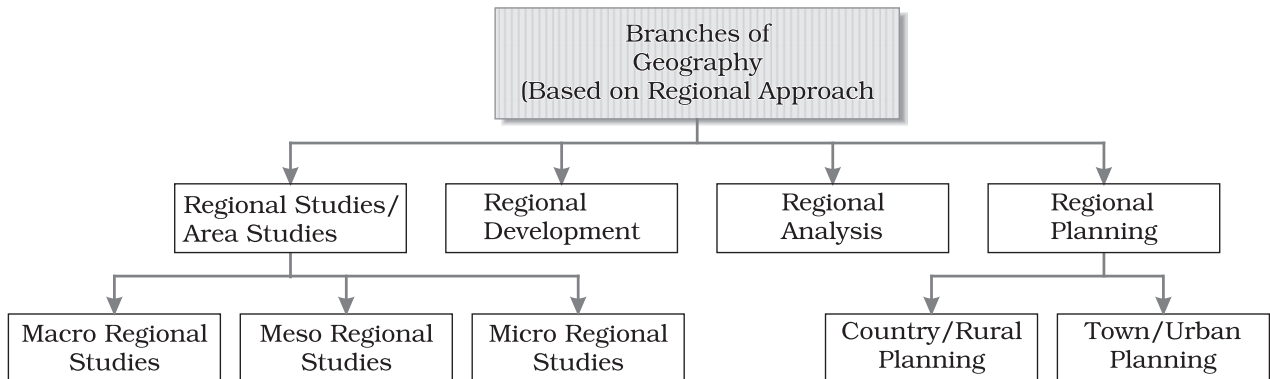 Branches of
Geography
(Based on Regional Approach
Regional Studies/
Area Studies
Regional
Development
Regional
Analysis
Regional
Planning
Macro Regional
Studies
Meso Regional
Studies
Micro Regional
Studies
Country/Rural
Planning
Town/Urban
Planning